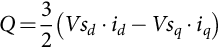 Q = 3/2 (Vs_d · i_d − Vs_q · i_q)